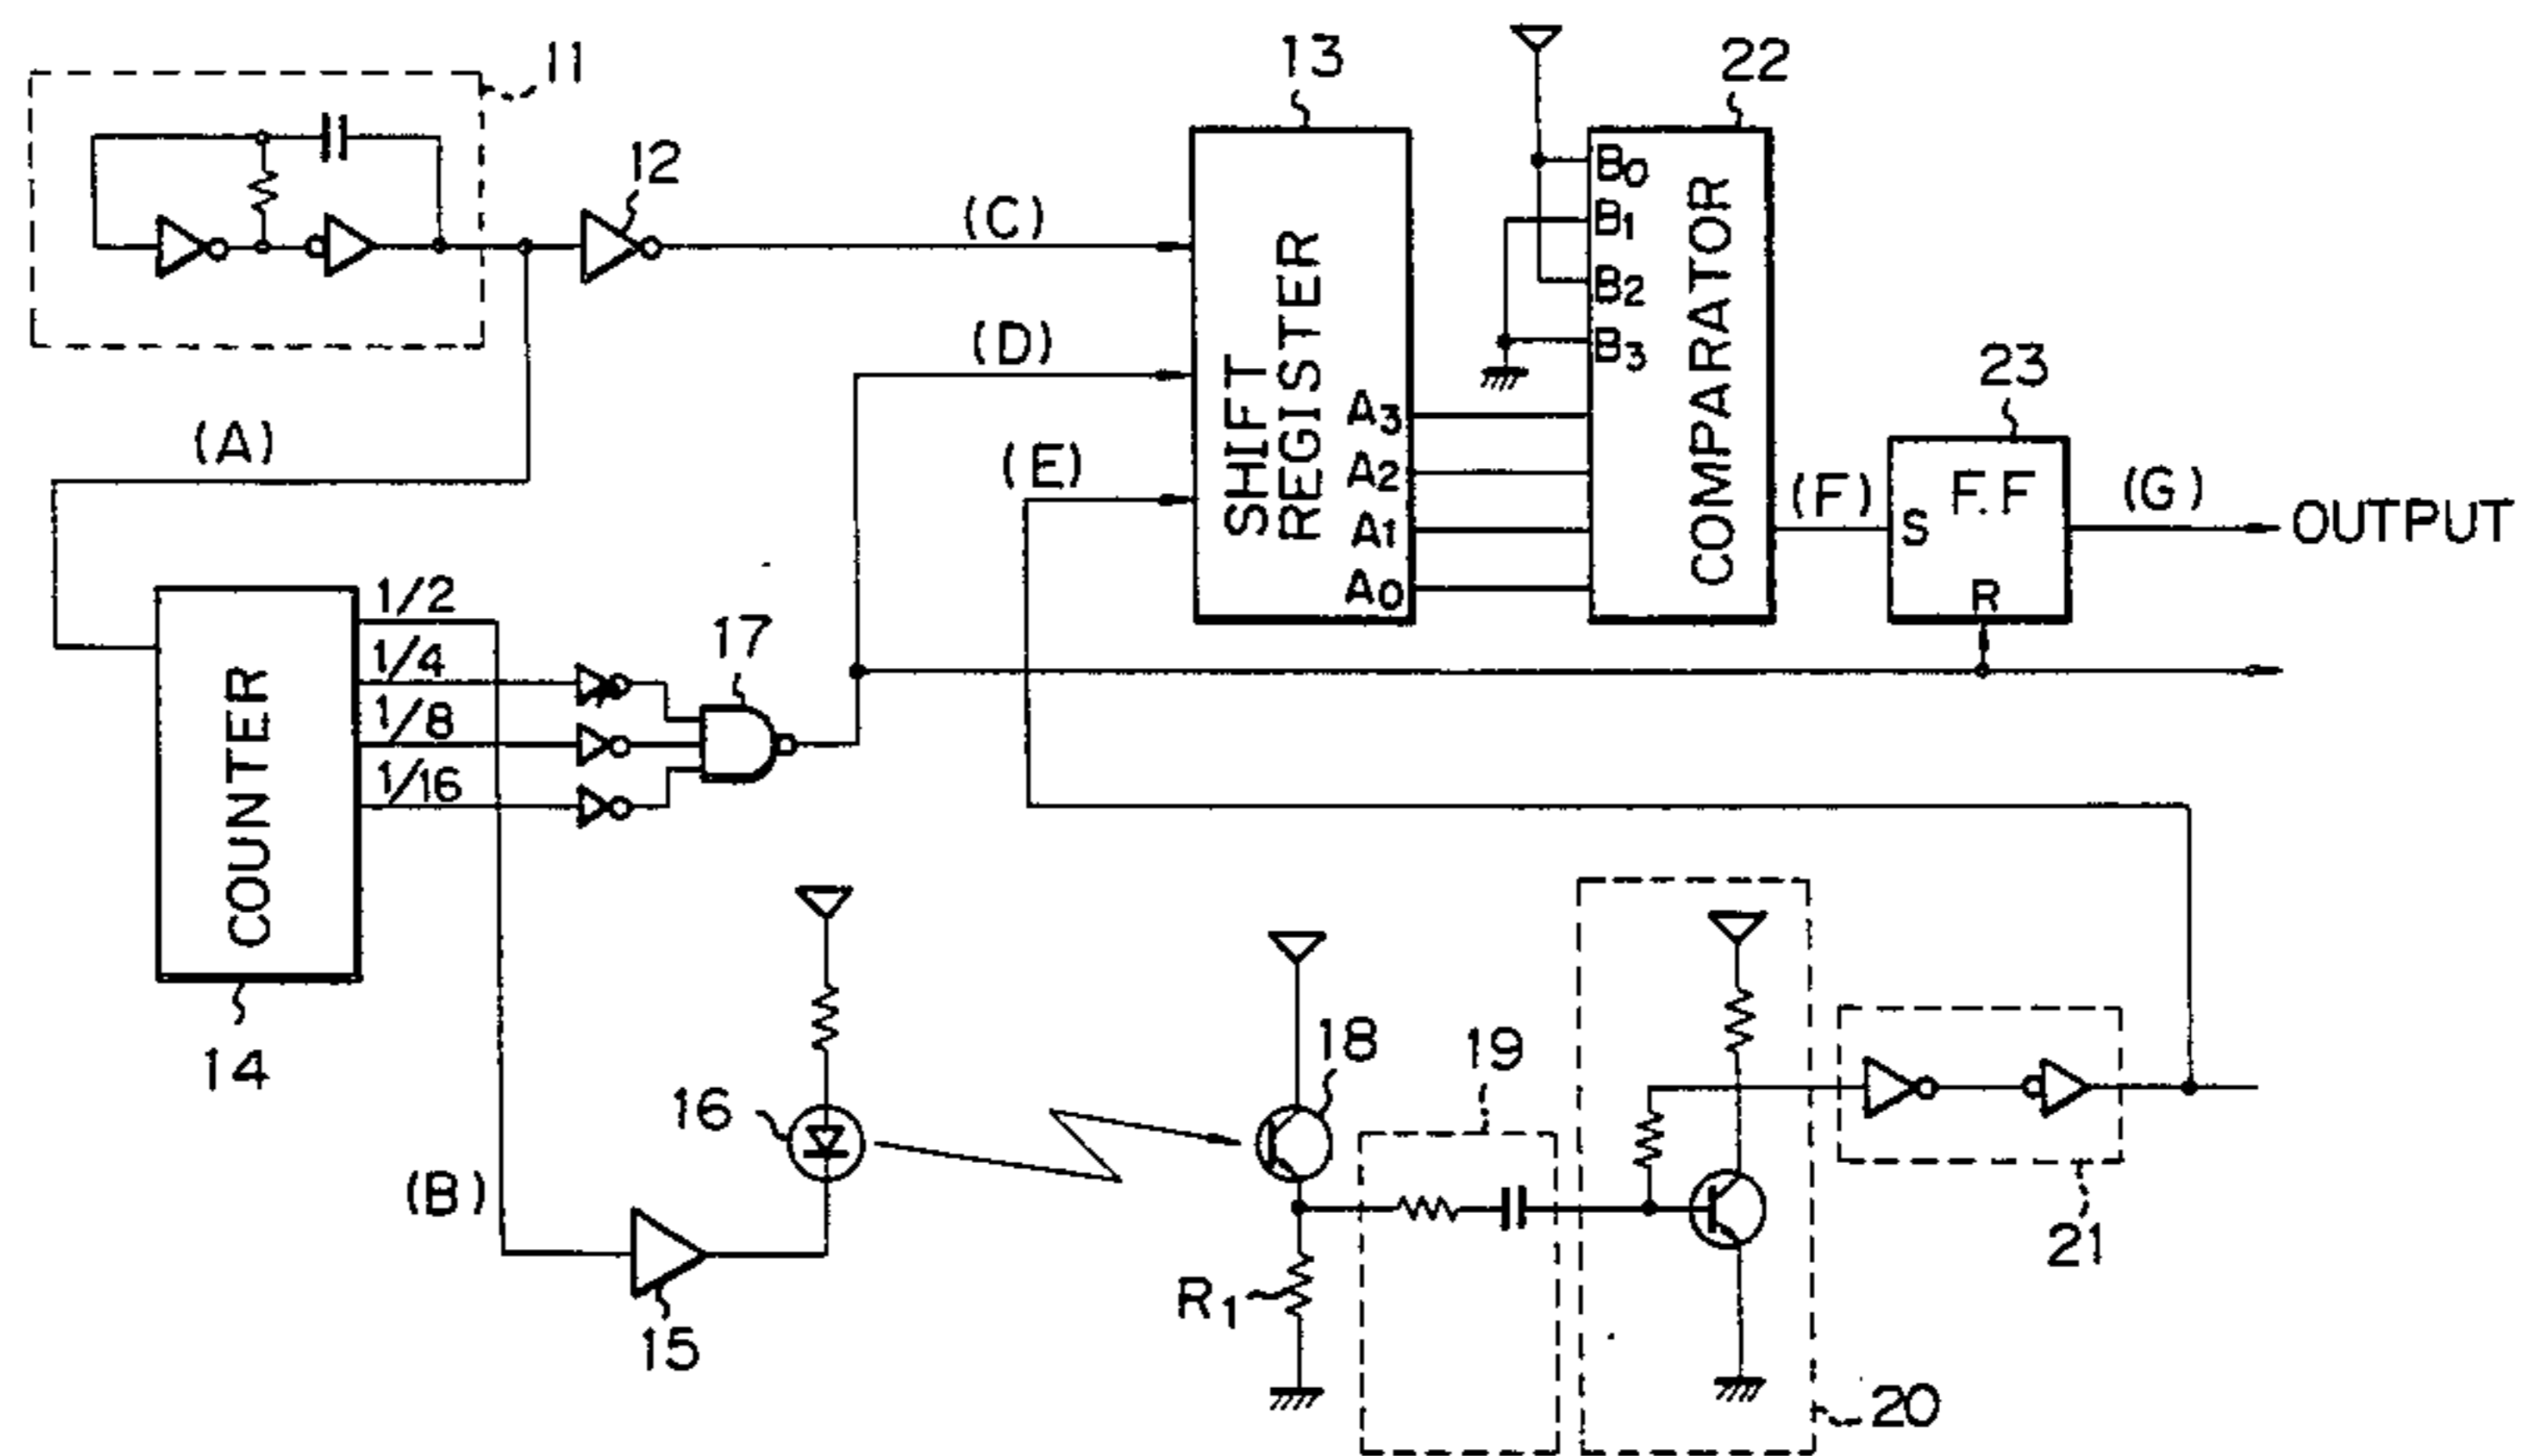 11
12
(C)
13
22
B0
B1
B2
B3
SHIFT
REGISTER
A3
A2
A1
A0
COMPARATOR
23
(D)
(A)
(E)
(F)
F.F
S
R
(G)
OUTPUT
COUNTER
1/2
1/4
1/8
1/16
17
14
16
(B)
15
18
19
R1
20
21